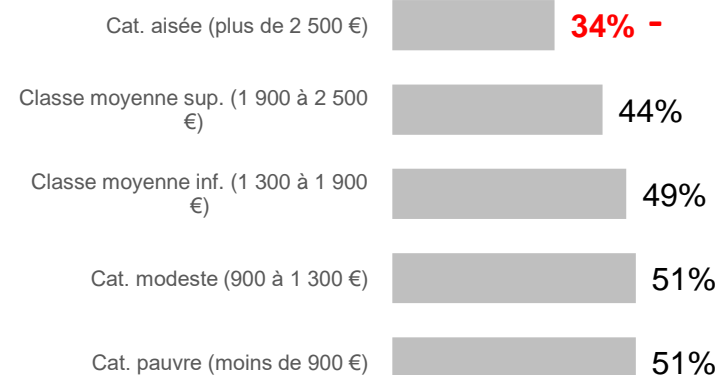 Cat. aisée (plus de 2 500 €)
34% -
Classe moyenne sup. (1 900 à 2 500
€)
44%
Classe moyenne inf. (1 300 à 1 900
€)
49%
Cat. modeste (900 à 1 300 €)
51%
Cat. pauvre (moins de 900 €)
51%